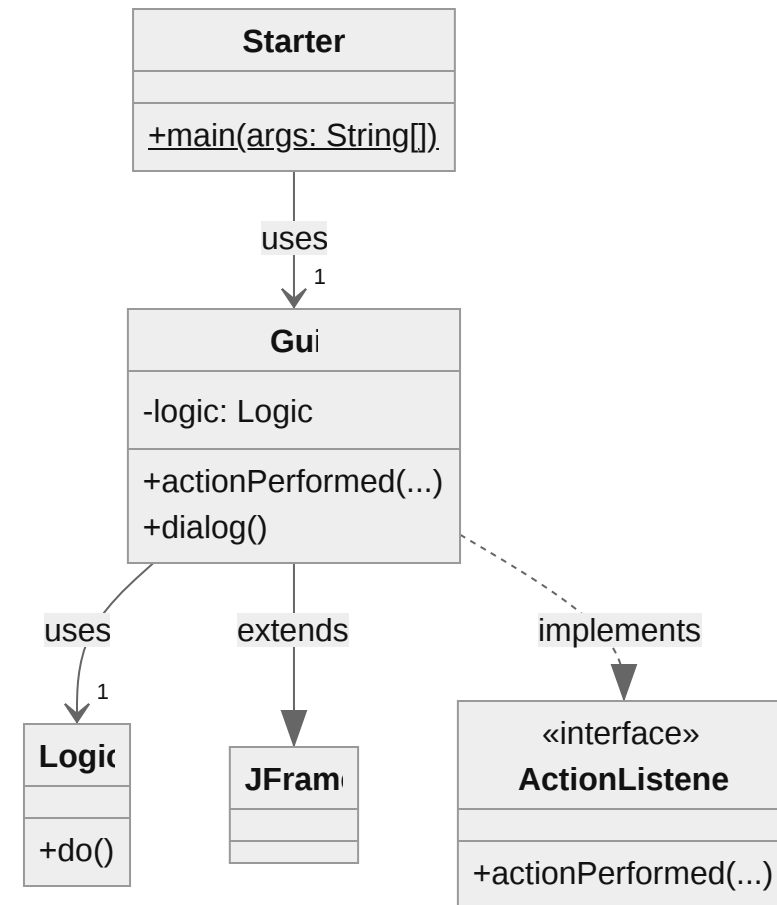 Starter
+main(args: String[])
uses
1
Gui
-logic: Logic
+actionPerformed(...)
+dialog()
uses
extends
implements
1
Logic
+do()
JFrame
«interface»
ActionListene
+actionPerformed(...)